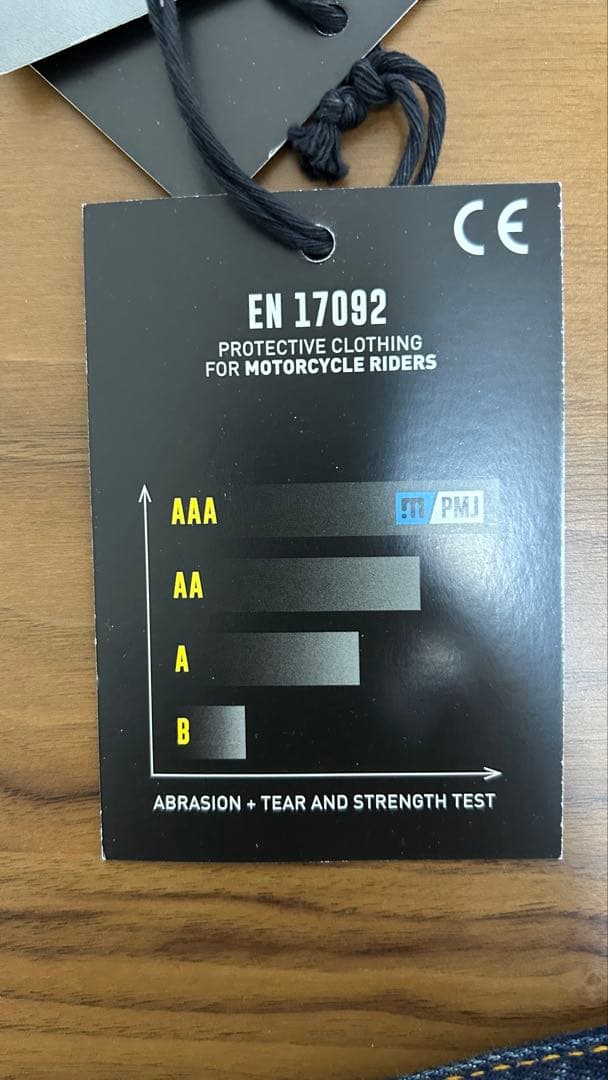 CE
EN 17092
PROTECTIVE CLOTHING
FOR MOTORCYCLE RIDERS
AAA
m/PMJ
AA
A
B
ABRASION + TEAR AND STRENGTH TEST